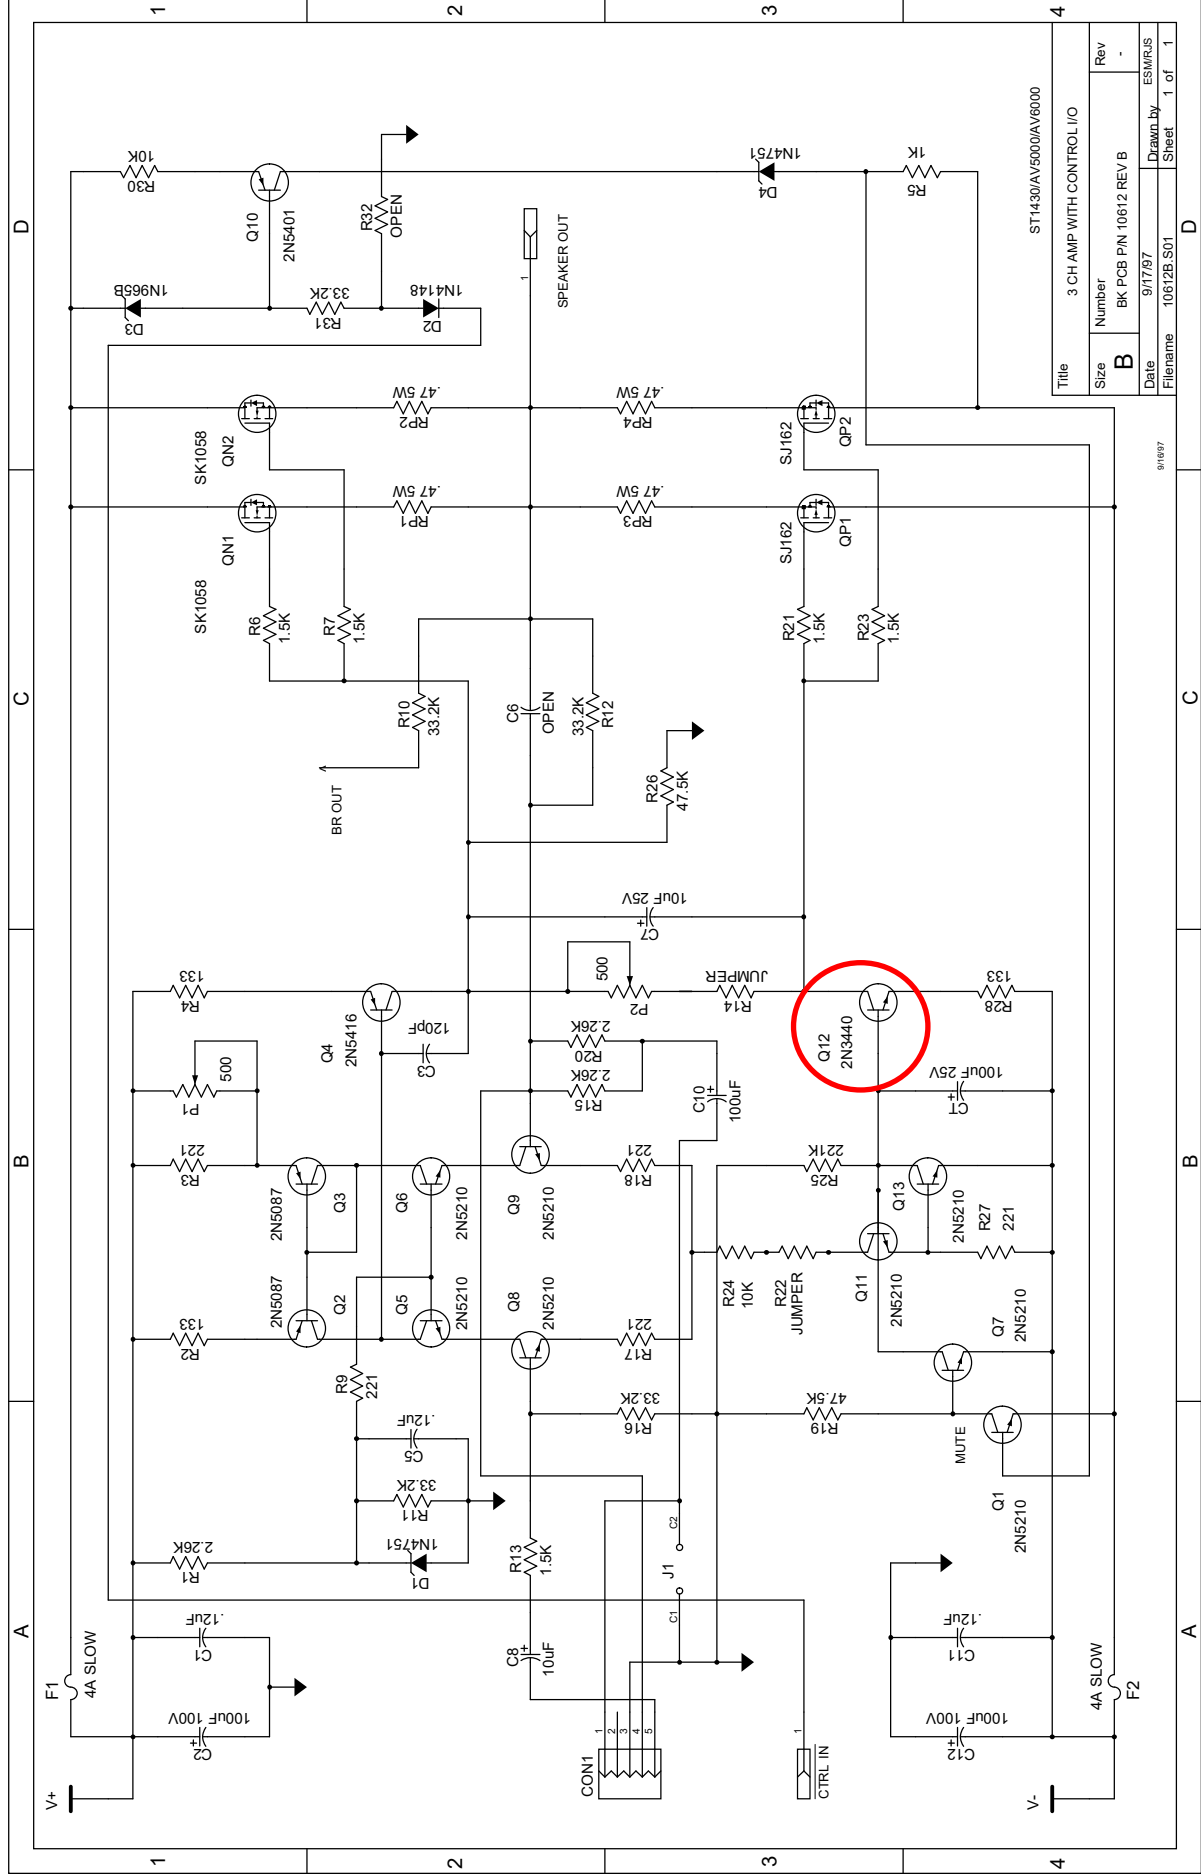 1
2
3
4
A
B
C
D
V+
F1
4A SLOW
C2
100uF 100V
C1
.12uF
R1
2.26K
D1
1N4751
R11
33.2K
C5
.12uF
R9
221
R2
133
R3
221
P1
500
R4
133
Q2
2N5087
Q3
2N5087
Q4
2N5416
C3
120pF
Q5
2N5210
Q6
2N5210
Q8
2N5210
Q9
2N5210
C8
10uF
R13
1.5K
R16
33.2K
R17
221
R18
221
R15
2.26K
R20
2.26K
C10
100uF
P2
500
R14
JUMPER
C7
10uF 25V
R26
47.5K
BR OUT
R10
33.2K
C6
OPEN
33.2K
R12
R6
1.5K
R7
1.5K
SK1058
QN1
SK1058
QN2
RP1
.47 5W
RP2
.47 5W
RP3
.47 5W
RP4
.47 5W
R21
1.5K
R23
1.5K
SJ162
QP1
SJ162
QP2
D3
1N965B
R31
33.2K
D2
1N4148
R30
10K
Q10
2N5401
R32
OPEN
1
SPEAKER OUT
D4
1N4751
R5
1K
CON1
1
2
3
4
5
C1
J1
C2
CTRL IN
1
R19
47.5K
MUTE
Q1
2N5210
Q7
2N5210
R24
10K
R22
JUMPER
Q11
2N5210
R25
221K
Q13
2N5210
R27
221
CT
100uF 25V
Q12
2N3440
R28
133
V-
F2
4A SLOW
C12
100uF 100V
C11
.12uF
ST1430/AV5000/AV6000
Title
3 CH AMP WITH CONTROL I/O
Size
B
Number
BK PCB P/N 10612 REV B
Rev
-
Date
9/17/97
Drawn by
ESM/RJS
Filename
10612B.S01
Sheet
1 of 1
9/16/97
1
2
3
4
A
B
C
D